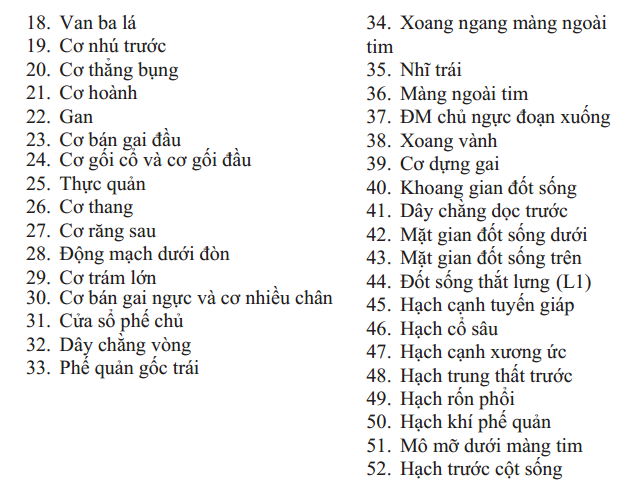 18. Van ba lá
19. Cơ nhú trước
20. Cơ thẳng bụng
21. Cơ hoành
22. Gan
23. Cơ bán gai đầu
24. Cơ gối cổ và cơ gối đầu
25. Thực quản
26. Cơ thang
27. Cơ răng sau
28. Động mạch dưới đòn
29. Cơ trám lớn
30. Cơ bán gai ngực và cơ nhiều chân
31. Cửa sổ phế chủ
32. Dây chằng vòng
33. Phế quản gốc trái
34. Xoang ngang màng ngoài
tim
35. Nhĩ trái
36. Màng ngoài tim
37. ĐM chủ ngực đoạn xuống
38. Xoang vành
39. Cơ dựng gai
40. Khoang gian đốt sống
41. Dây chằng dọc trước
42. Mặt gian đốt sống dưới
43. Mặt gian đốt sống trên
44. Đốt sống thắt lưng (L1)
45. Hạch cạnh tuyến giáp
46. Hạch cổ sâu
47. Hạch cạnh xương ức
48. Hạch trung thất trước
49. Hạch rốn phổi
50. Hạch khí phế quản
51. Mô mỡ dưới màng tim
52. Hạch trước cột sống